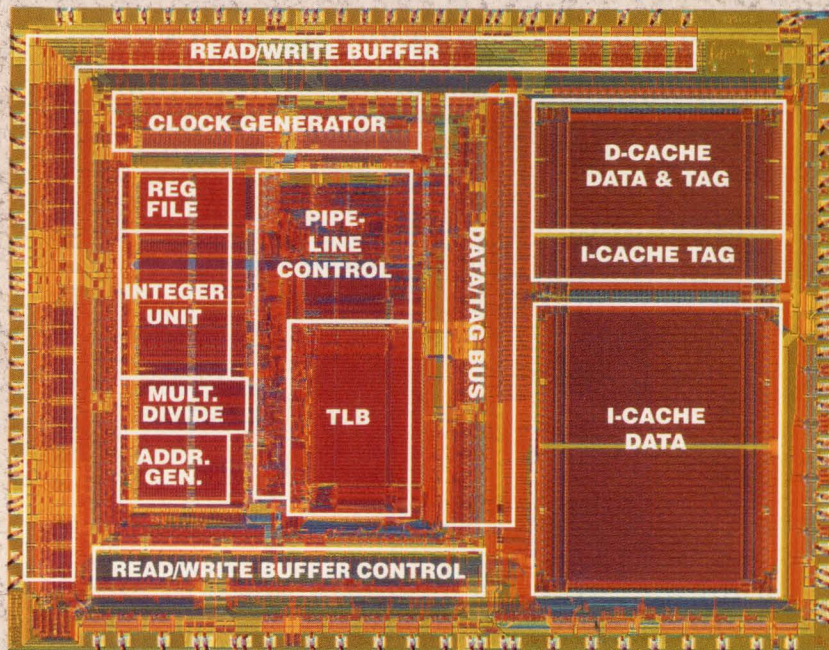 READ/WRITE BUFFER
CLOCK GENERATOR
REG
FILE
INTEGER
UNIT
MULT.
DIVIDE
ADDR.
GEN.
PIPE-
LINE
CONTROL
TLB
DATA/TAG BUS
D-CACHE
DATA & TAG
I-CACHE TAG
I-CACHE
DATA
READ/WRITE BUFFER CONTROL